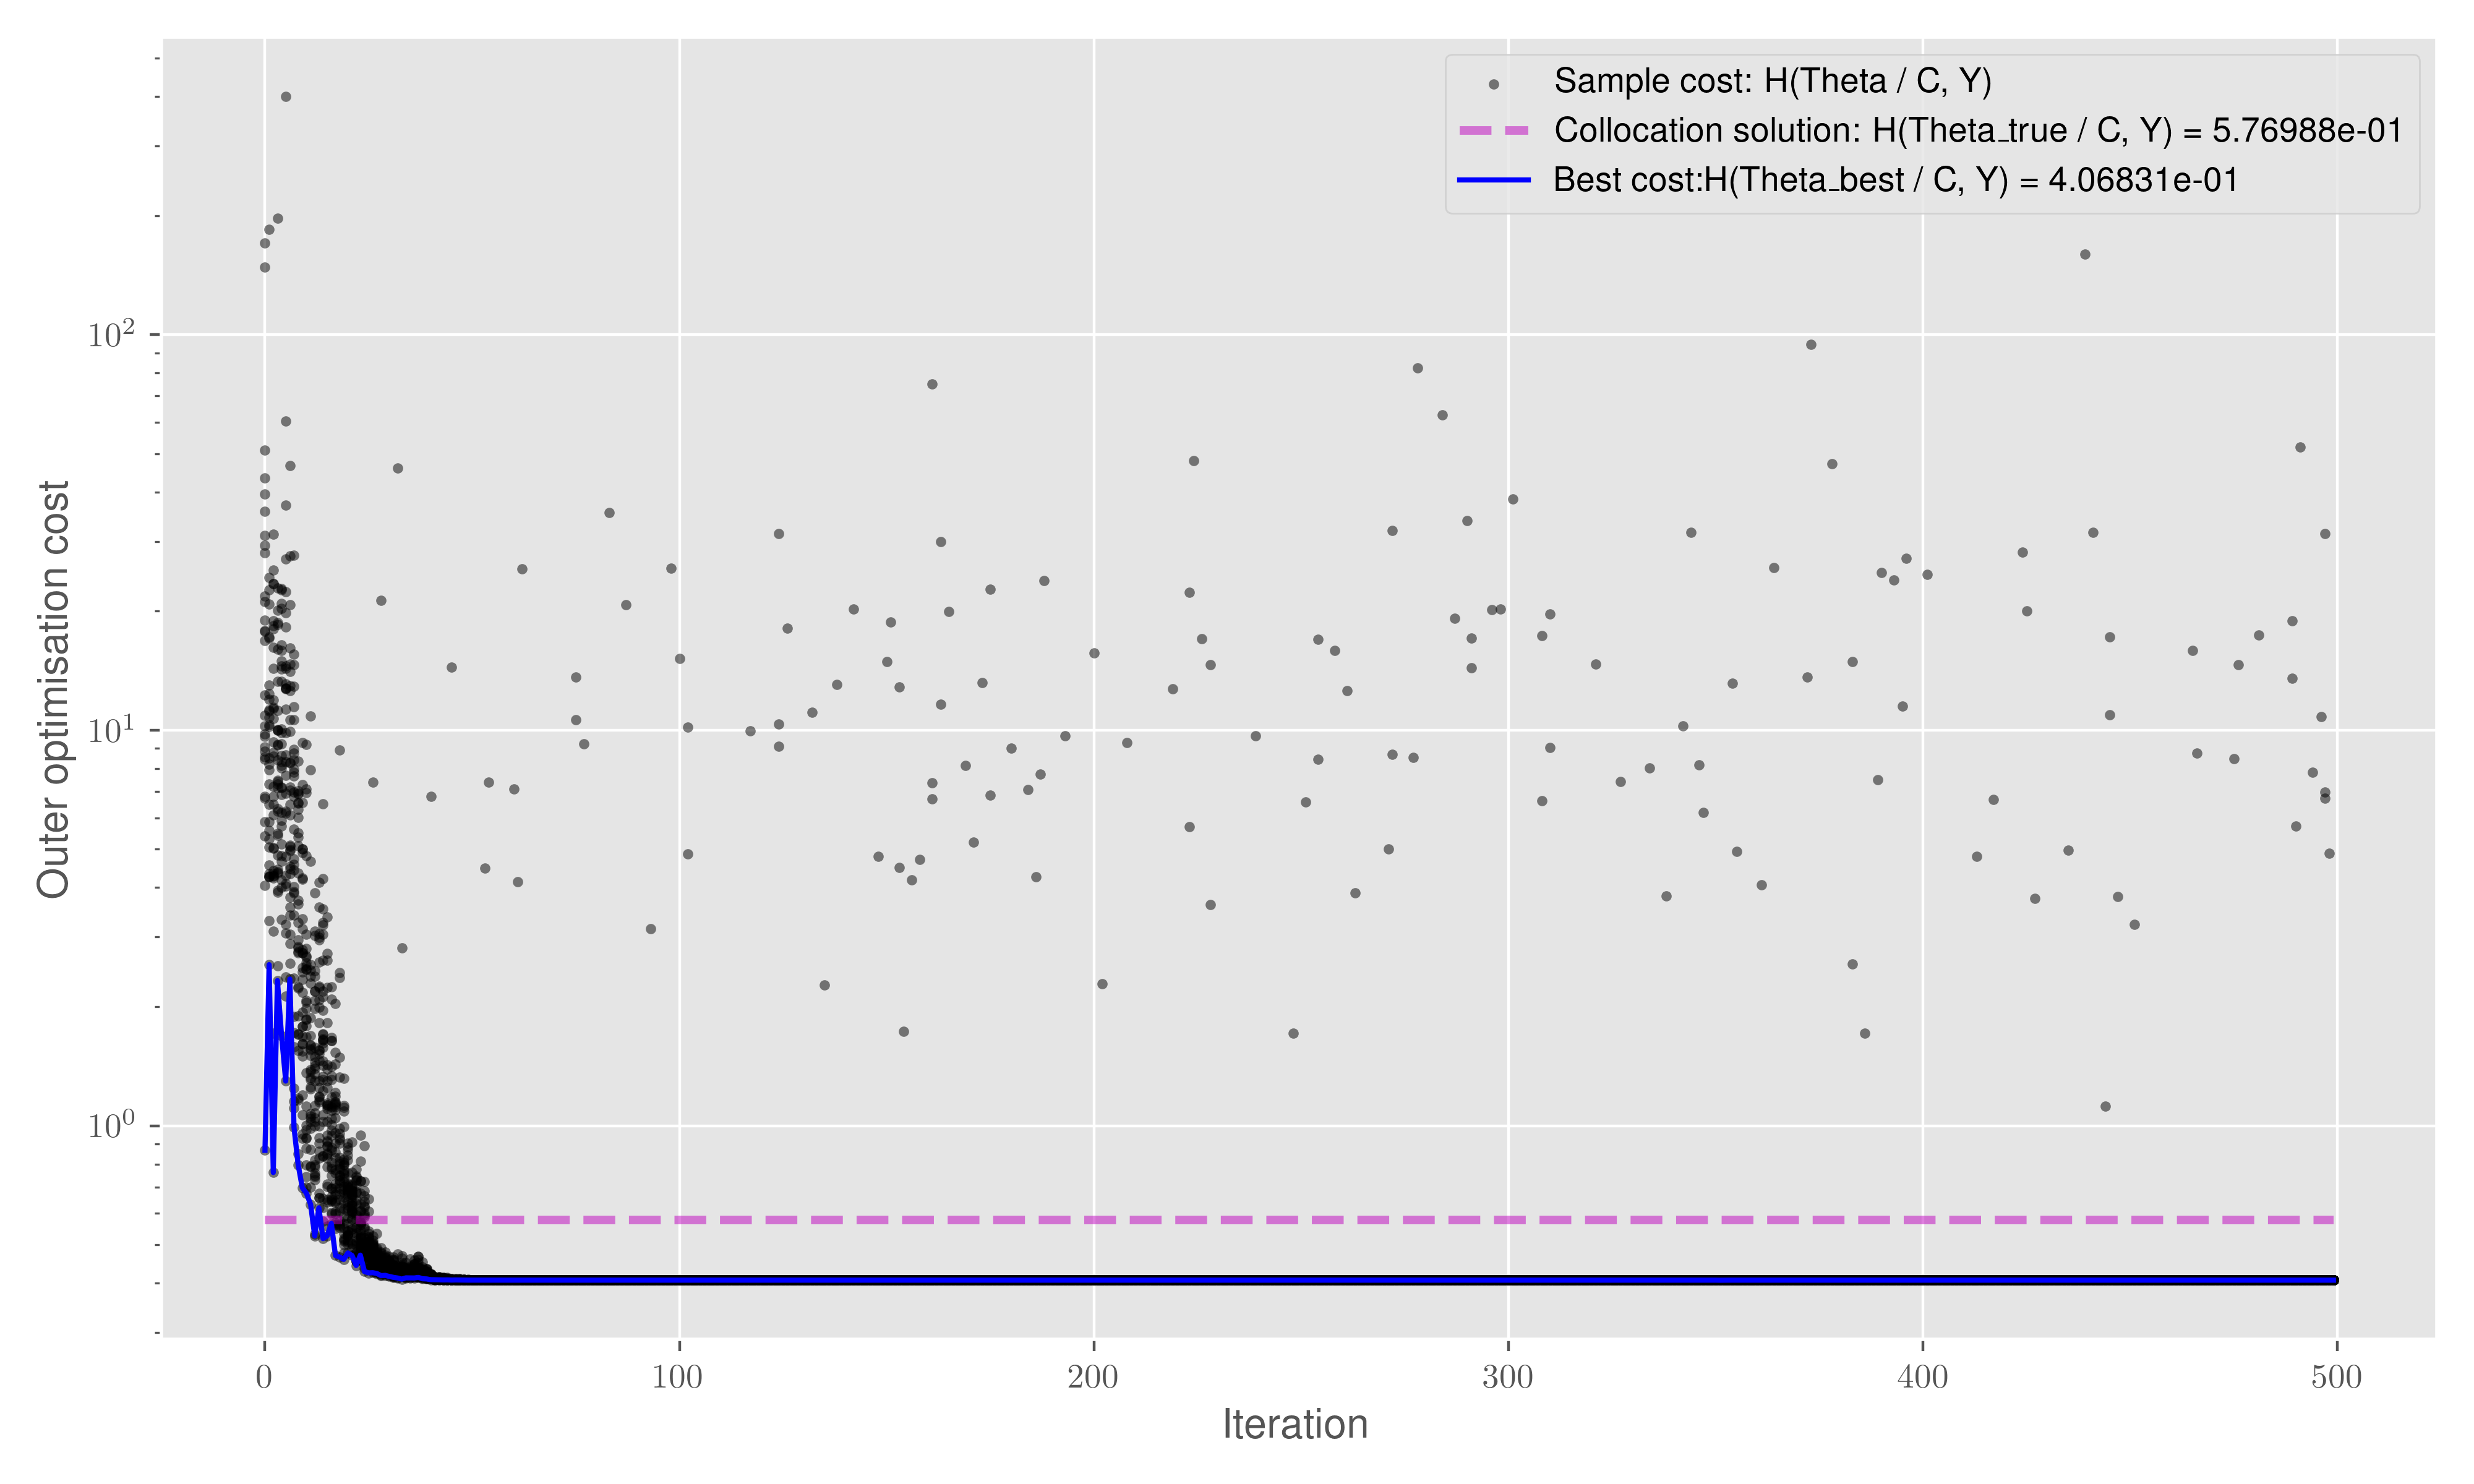 Sample cost: H(Theta / C, Y)
Collocation solution: H(Theta_true / C, Y) = 5.76988e-01
Best cost:H(Theta_best / C, Y) = 4.06831e-01
Outer optimisation cost
10²
10¹
10⁰
0 100 200 300 400 500
Iteration